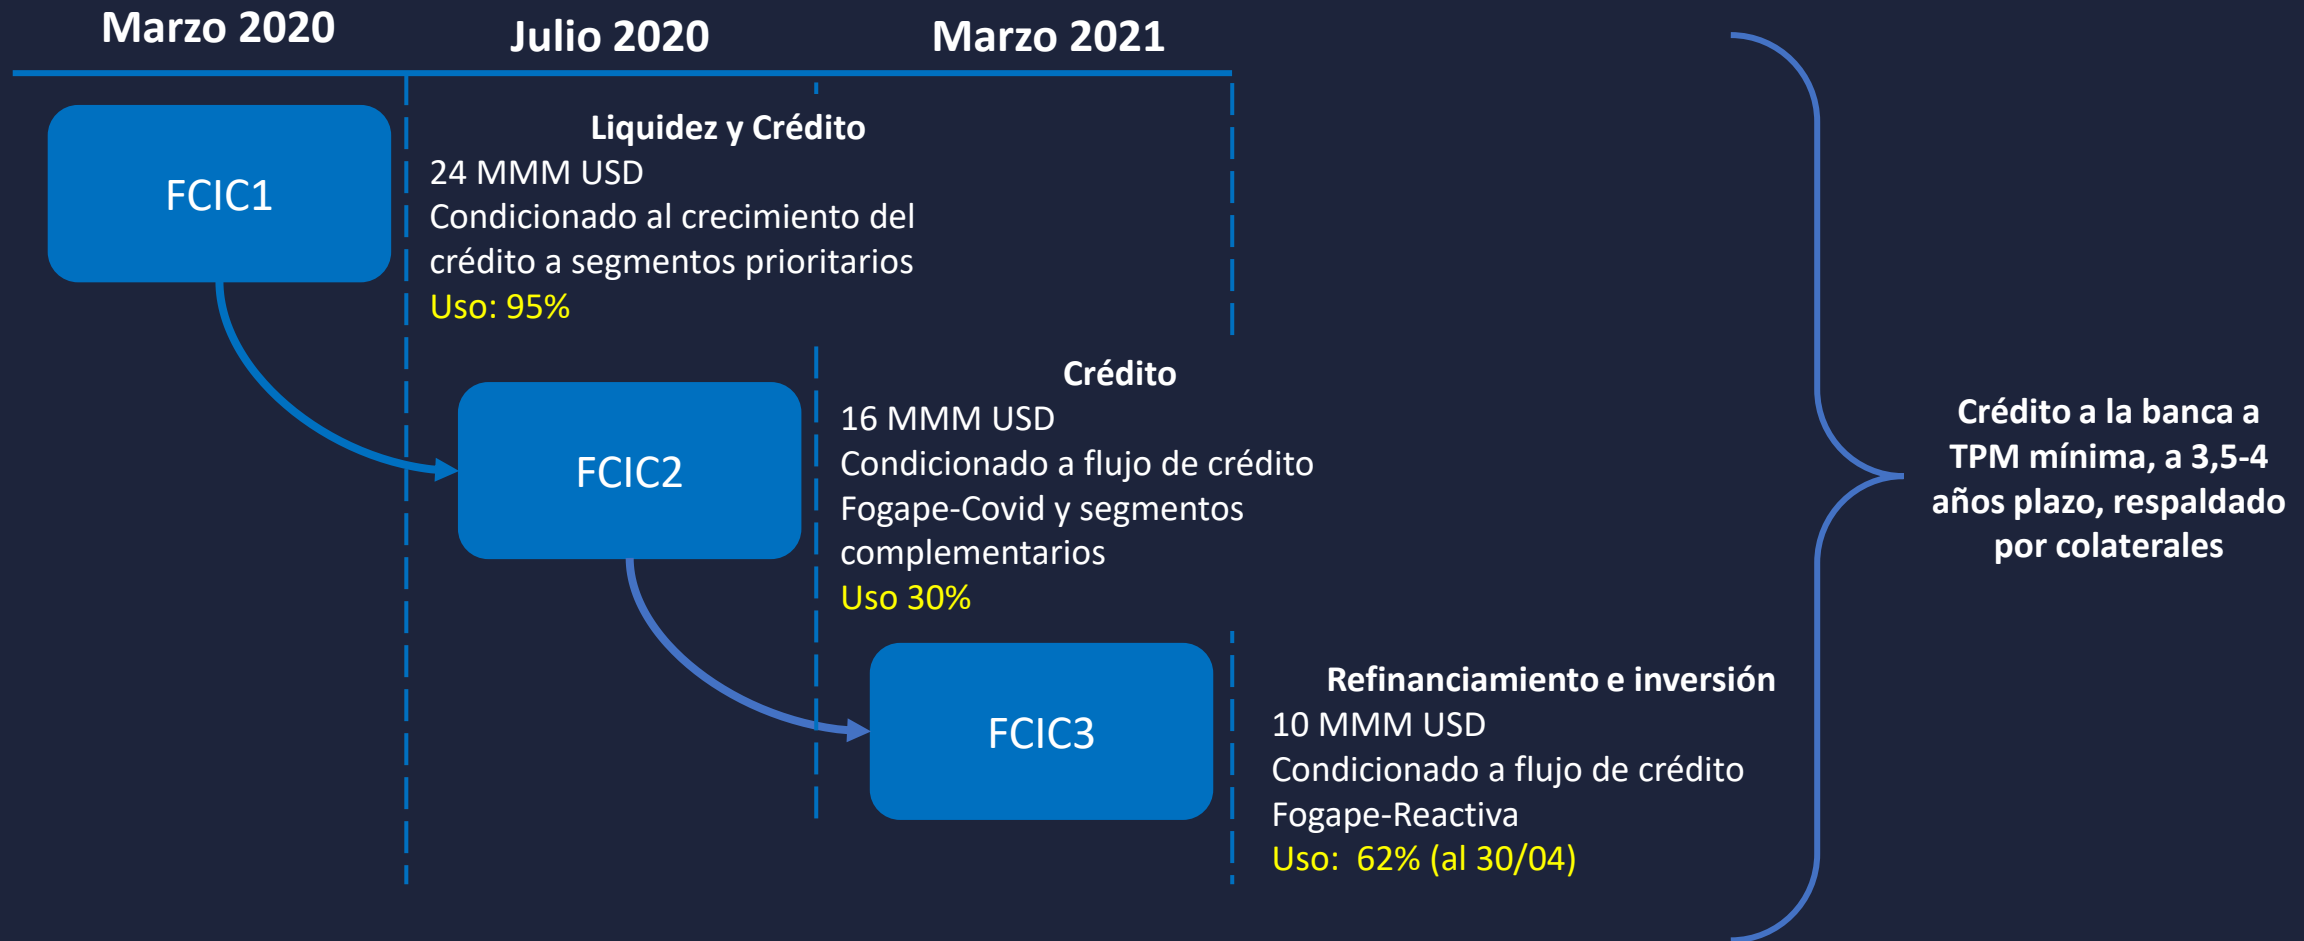 Marzo 2020
Julio 2020
Marzo 2021
FCIC1
Liquidez y Crédito
24 MMM USD
Condicionado al crecimiento del
crédito a segmentos prioritarios
Uso: 95%
FCIC2
Crédito
16 MMM USD
Condicionado a flujo de crédito
Fogape-Covid y segmentos
complementarios
Uso 30%
FCIC3
Refinanciamiento e inversión
10 MMM USD
Condicionado a flujo de crédito
Fogape-Reactiva
Uso:  62% (al 30/04)
Crédito a la banca a
TPM mínima, a 3,5-4
años plazo, respaldado
por colaterales